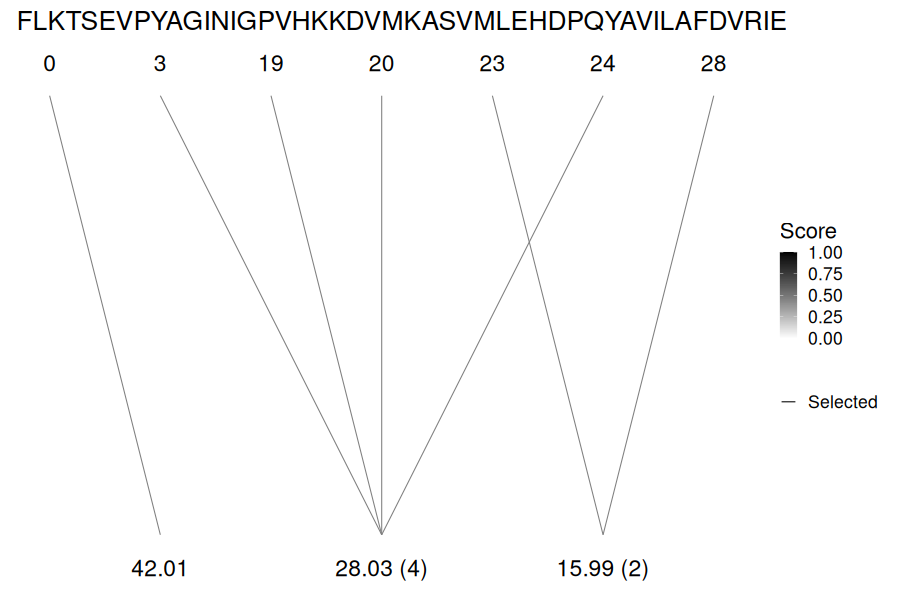 FLKTSEVPYAGINIGPVHKKDVMKASVMLEHDPQYAVILAFDVRIE
0 3 19 20 23 24 28
Score
1.00
0.75
0.50
0.25
0.00
Selected
42.01 28.03 (4) 15.99 (2)